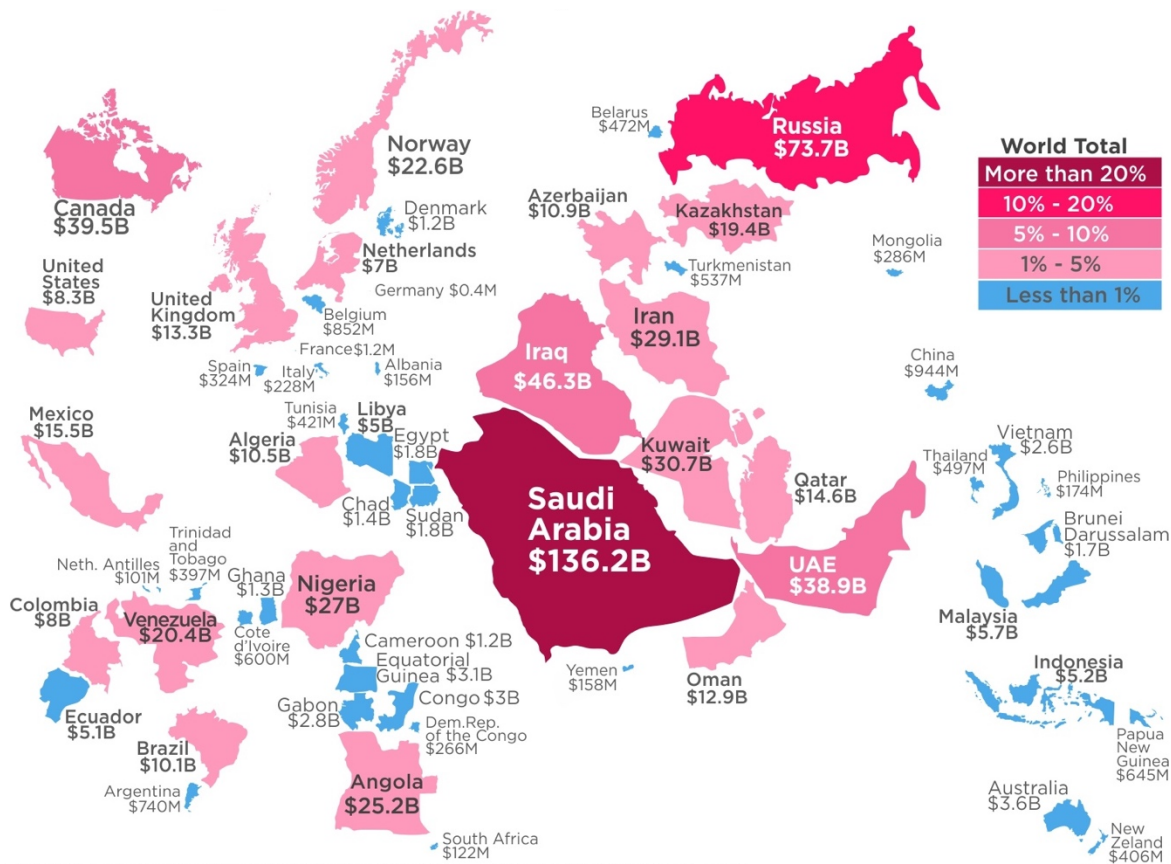 Norway
$22.6B
Canada
$39.5B
United
States
$8.3B
Denmark
$1.2B
Netherlands
$7B
Germany $0.4M
United
Kingdom
$13.3B
Belgium
$852M
France $1.2M
Spain
$324M
Italy
$228M
Albania
$156M
Belarus
$472M
Russia
$73.7B
Azerbaijan
$10.9B
Kazakhstan
$19.4B
Turkmenistan
$537M
Mongolia
$286M
World Total
More than 20%
10% - 20%
5% - 10%
1% - 5%
Less than 1%
Iraq
$46.3B
Iran
$29.1B
China
$944M
Mexico
$15.5B
Tunisia
$421M
Libya
$5B
Algeria
$10.5B
Egypt
$1.8B
Chad
$1.4B
Sudan
$1.8B
Saudi
Arabia
$136.2B
Kuwait
$30.7B
Qatar
$14.6B
UAE
$38.9B
Oman
$12.9B
Yemen
$158M
Vietnam
$2.6B
Thailand
$497M
Philippines
$174M
Brunei
Darussalam
$1.7B
Malaysia
$5.7B
Indonesia
$5.2B
Papua
New
Guinea
$645M
Australia
$3.6B
New
Zeland
$406M
Trinidad
and
Tobago
$397M
Neth. Antilles
$101M
Colombia
$8B
Venezuela
$20.4B
Ecuador
$5.1B
Brazil
$10.1B
Argentina
$740M
Ghana
$1.3B
Cote
d'Ivoire
$600M
Nigeria
$27B
Cameroon $1.2B
Equatorial
Guinea $3.1B
Gabon
$2.8B
Congo $3B
Dem.Rep.
of the Congo
$266M
Angola
$25.2B
South Africa
$122M